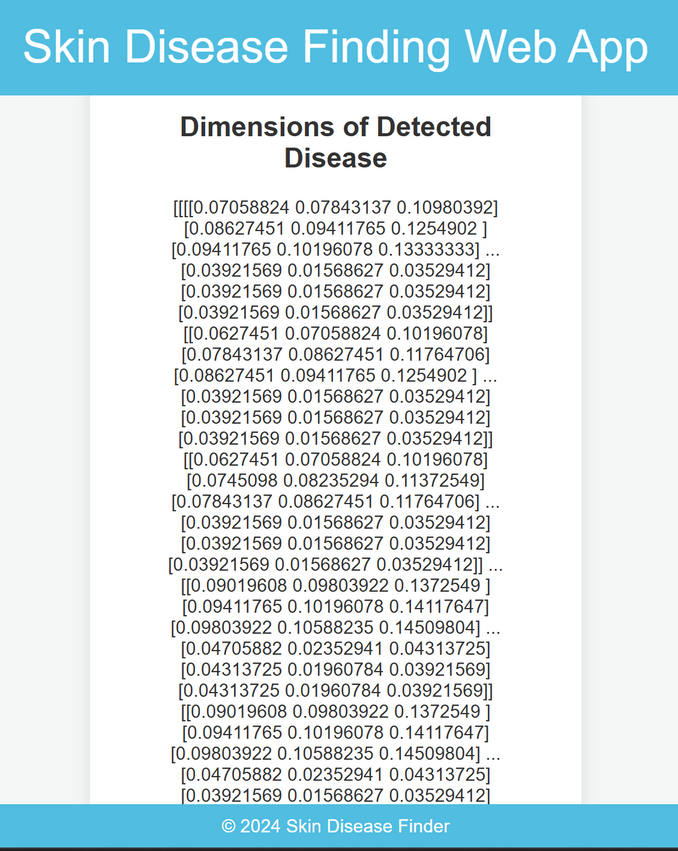 Skin Disease Finding Web App
Dimensions of Detected
Disease
[[[[0.07058824 0.07843137 0.10980392]
[0.08627451 0.09411765 0.1254902 ]
[0.09411765 0.10196078 0.13333333] ...
[0.03921569 0.01568627 0.03529412]
[0.03921569 0.01568627 0.03529412]
[0.03921569 0.01568627 0.03529412]]
[[0.0627451 0.07058824 0.10196078]
[0.07843137 0.08627451 0.11764706]
[0.08627451 0.09411765 0.1254902 ] ...
[0.03921569 0.01568627 0.03529412]
[0.03921569 0.01568627 0.03529412]
[0.03921569 0.01568627 0.03529412]]
[[0.0627451 0.07058824 0.10196078]
[0.0745098 0.08235294 0.11372549]
[0.07843137 0.08627451 0.11764706] ...
[0.03921569 0.01568627 0.03529412]
[0.03921569 0.01568627 0.03529412]
[0.03921569 0.01568627 0.03529412]] ...
[[0.09019608 0.09803922 0.1372549 ]
[0.09411765 0.10196078 0.14117647]
[0.09803922 0.10588235 0.14509804] ...
[0.04705882 0.02352941 0.04313725]
[0.04313725 0.01960784 0.03921569]
[0.04313725 0.01960784 0.03921569]]
[[0.09019608 0.09803922 0.1372549 ]
[0.09411765 0.10196078 0.14117647]
[0.09803922 0.10588235 0.14509804] ...
[0.04705882 0.02352941 0.04313725]
[0.03921569 0.01568627 0.03529412]
© 2024 Skin Disease Finder